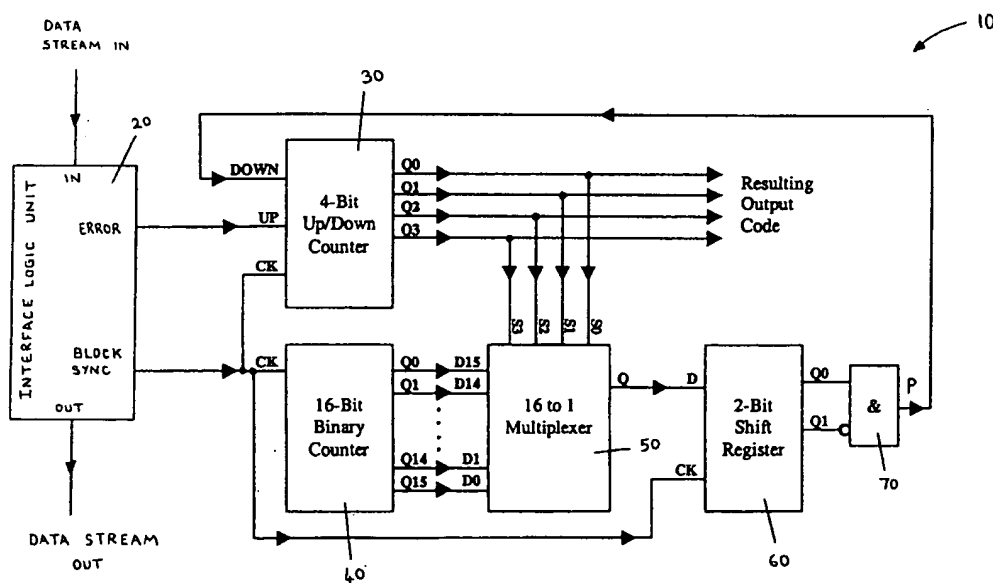 DATA
STREAM IN
10
20
IN
INTERFACE LOGIC UNIT
ERROR
BLOCK
SYNC
OUT
DATA STREAM
OUT
30
DOWN
UP
CK
4-Bit
Up/Down
Counter
Q0
Q1
Q2
Q3
Resulting
Output
Code
S3
S2
S1
S0
CK
16-Bit
Binary
Counter
Q0
Q1
Q14
Q15
40
D15
D14
D1
D0
16 to 1
Multiplexer
Q
50
D
CK
2-Bit
Shift
Register
Q0
Q1
60
&
P
70